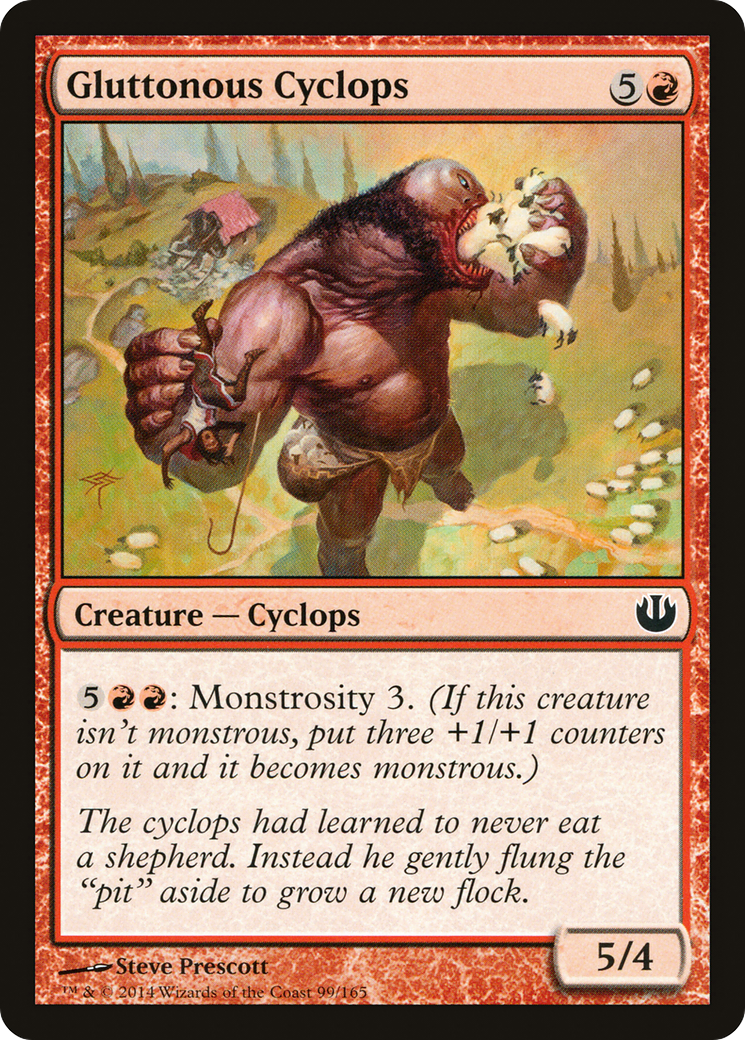 Gluttonous Cyclops 5
Creature — Cyclops
5: Monstrosity 3. (If this creature
isn't monstrous, put three +1/+1 counters
on it and it becomes monstrous.)
The cyclops had learned to never eat
a shepherd. Instead he gently flung the
“pit” aside to grow a new flock.
5/4
Steve Prescott
™ & © 2014 Wizards of the Coast 99/165